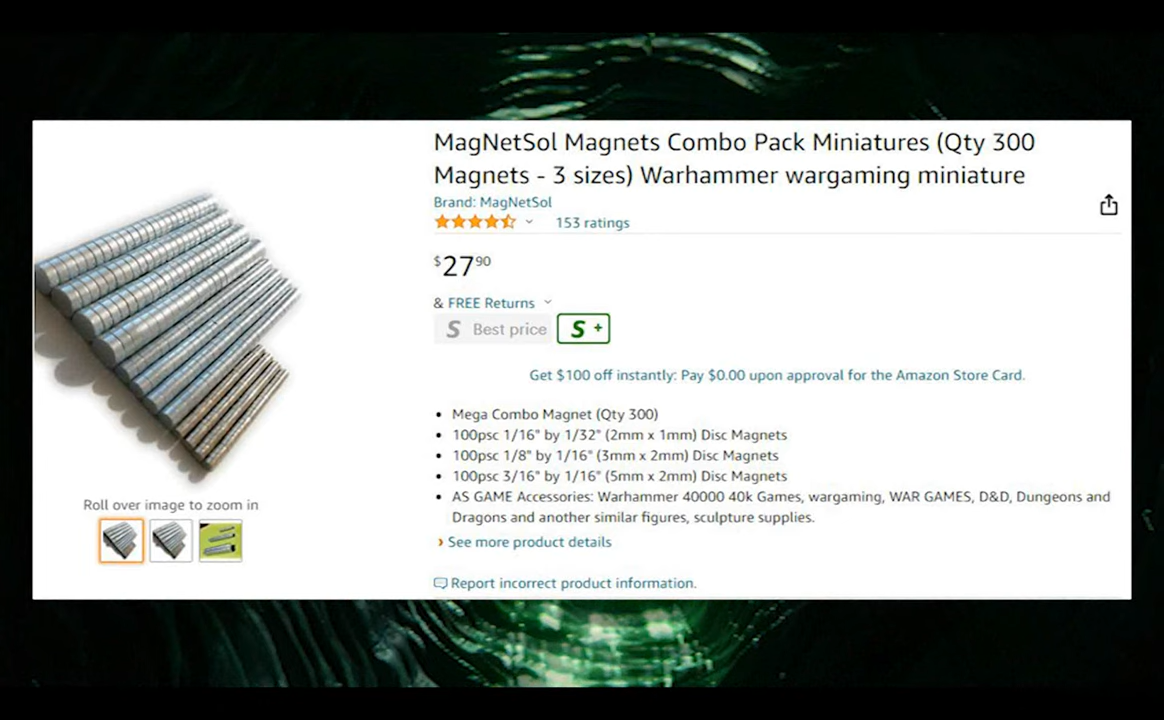 MagNetSol Magnets Combo Pack Miniatures (Qty 300
Magnets - 3 sizes) Warhammer wargaming miniature
Brand: MagNetSol
153 ratings
$27 90
& FREE Returns
S Best price S +
Get $100 off instantly: Pay $0.00 upon approval for the Amazon Store Card.
• Mega Combo Magnet (Qty 300)
• 100psc 1/16" by 1/32" (2mm x 1mm) Disc Magnets
• 100psc 1/8" by 1/16" (3mm x 2mm) Disc Magnets
• 100psc 3/16" by 1/16" (5mm x 2mm) Disc Magnets
• AS GAME Accessories: Warhammer 40000 40k Games, wargaming, WAR GAMES, D&D, Dungeons and
Dragons and another similar figures, sculpture supplies.
› See more product details
Report incorrect product information.
Roll over image to zoom in